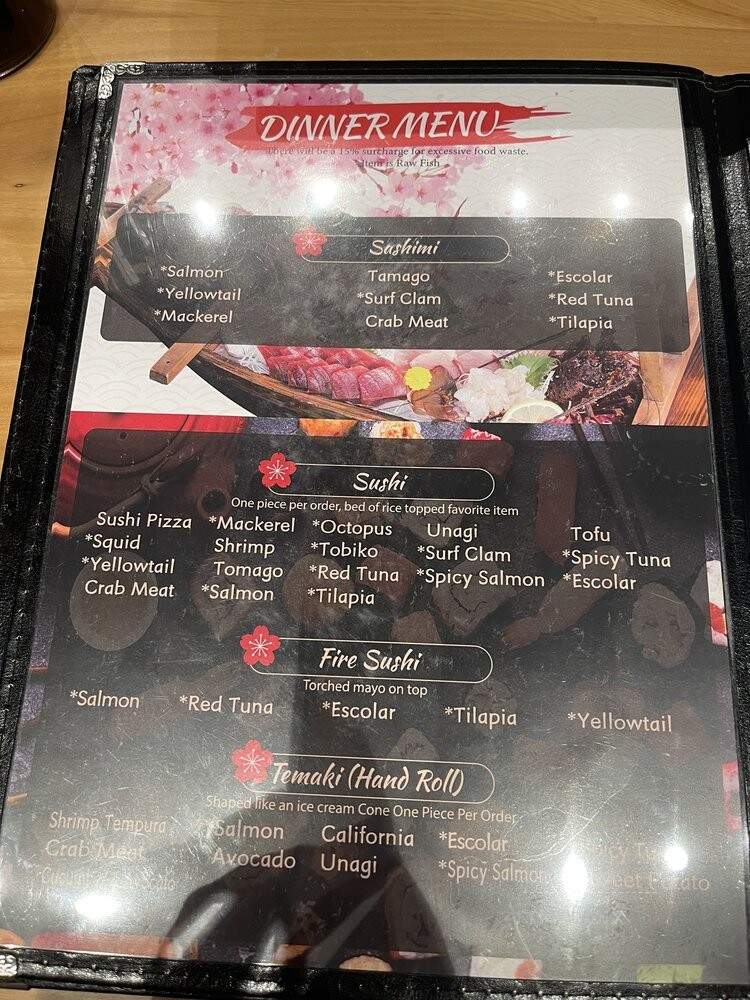 DINNER MENU
There will be a 15% surcharge for excessive food waste.
*Item is Raw Fish
Sashimi
*Salmon Tamago *Escolar
*Yellowtail *Surf Clam *Red Tuna
*Mackerel Crab Meat *Tilapia
Sushi
One piece per order, bed of rice topped favorite item
Sushi Pizza *Mackerel *Octopus Unagi Tofu
*Squid Shrimp *Tobiko *Surf Clam *Spicy Tuna
*Yellowtail Tomago *Red Tuna *Spicy Salmon *Escolar
Crab Meat *Salmon *Tilapia
Fire Sushi
Torched mayo on top
*Salmon *Red Tuna *Escolar *Tilapia *Yellowtail
Temaki (Hand Roll)
Shaped like an ice cream Cone One Piece Per Order
Shrimp Tempura *Salmon California *Escolar
Crab Meat Avocado Unagi *Spicy Salmon Potato
Avocado